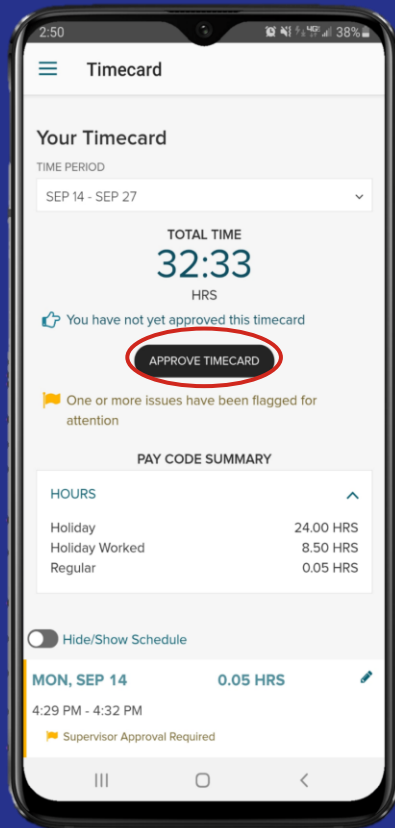 2:50
38%
Timecard
Your Timecard
TIME PERIOD
SEP 14 - SEP 27
TOTAL TIME
32:33
HRS
You have not yet approved this timecard
APPROVE TIMECARD
One or more issues have been flagged for
attention
PAY CODE SUMMARY
HOURS
Holiday 24.00 HRS
Holiday Worked 8.50 HRS
Regular 0.05 HRS
Hide/Show Schedule
MON, SEP 14 0.05 HRS
4:29 PM - 4:32 PM
Supervisor Approval Required